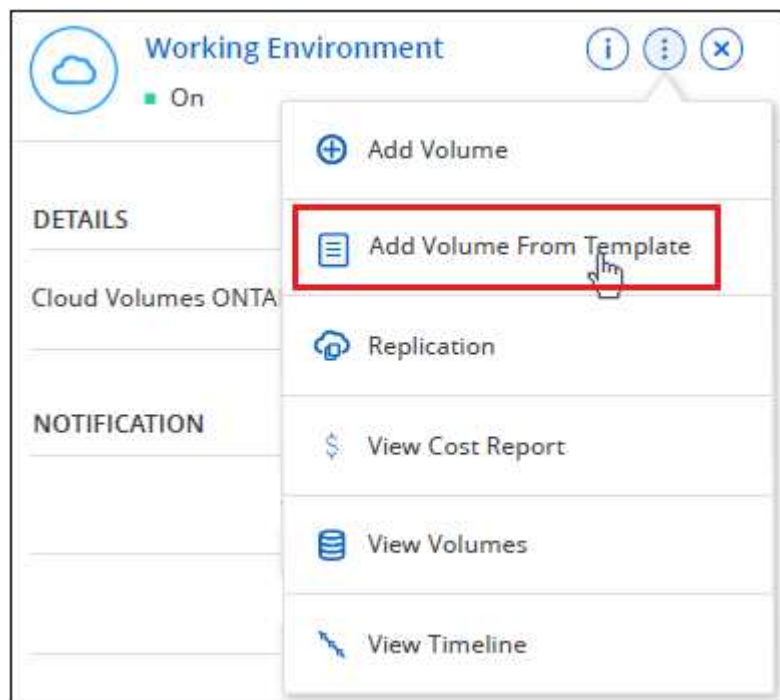 Working Environment
On
Add Volume
DETAILS
Add Volume From Template
Cloud Volumes ONTA
Replication
NOTIFICATION
$ View Cost Report
View Volumes
View Timeline